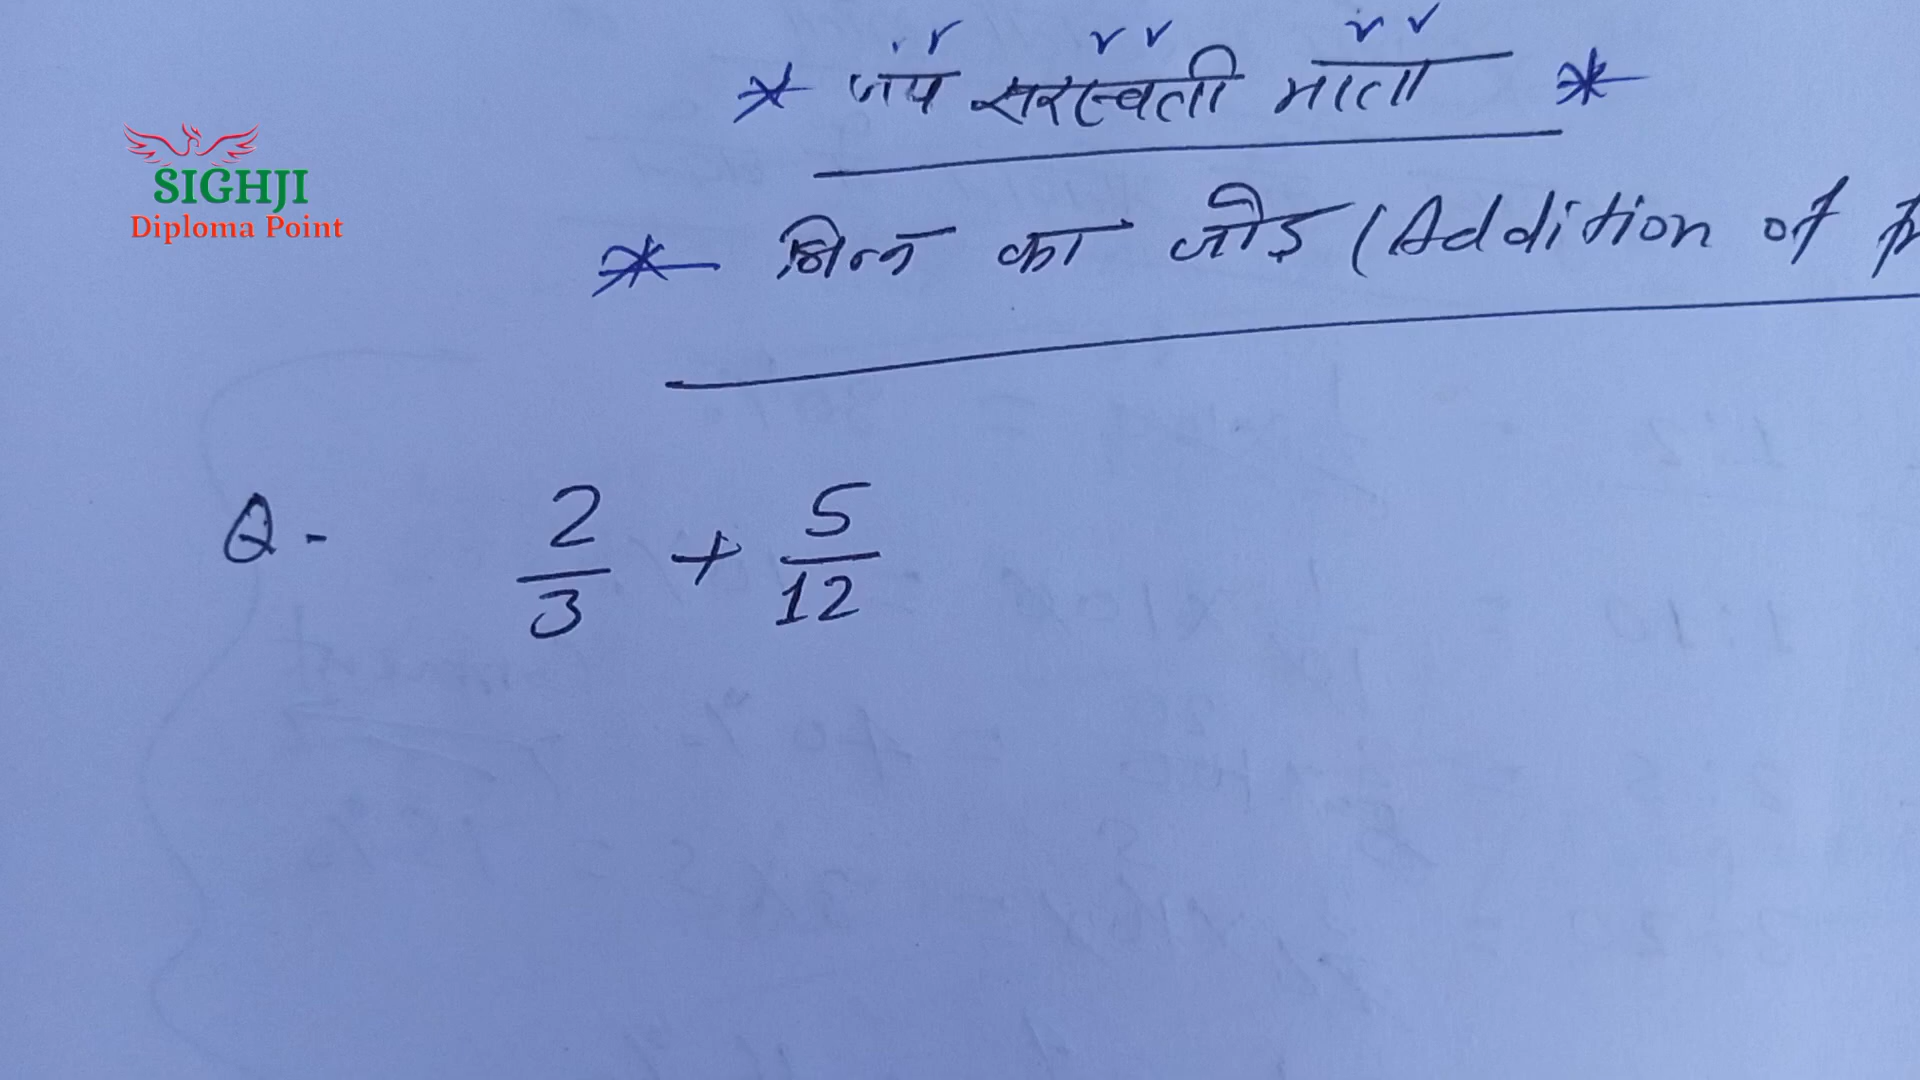 * जय सरस्वती माता *
SIGHJI
Diploma Point
* भिन्न का जोड़ (Addition of
Q - 2/3 + 5/12